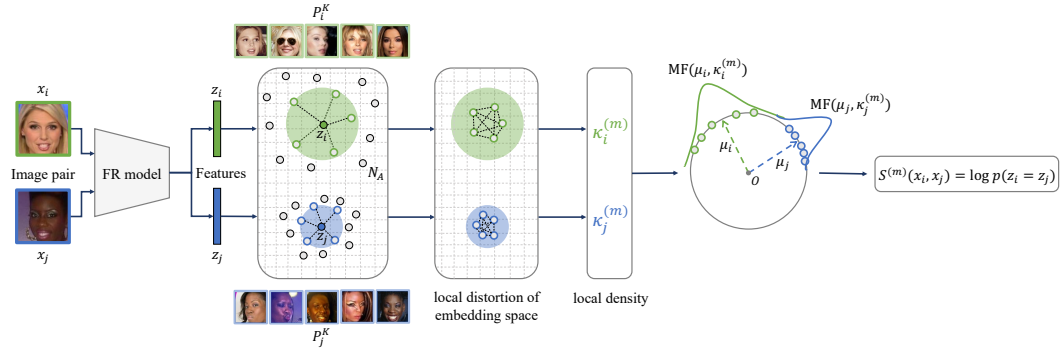 P_i^K
x_i
z_i
z_i
MF(μ_i, κ_i^(m))
MF(μ_j, κ_j^(m))
κ_i^(m)
μ_i
μ_j
Image pair
FR model
Features
N_A
O
S^(m)(x_i, x_j) = log p(z_i = z_j)
κ_j^(m)
z_j
x_j
z_j
local distortion of
embedding space
local density
P_j^K